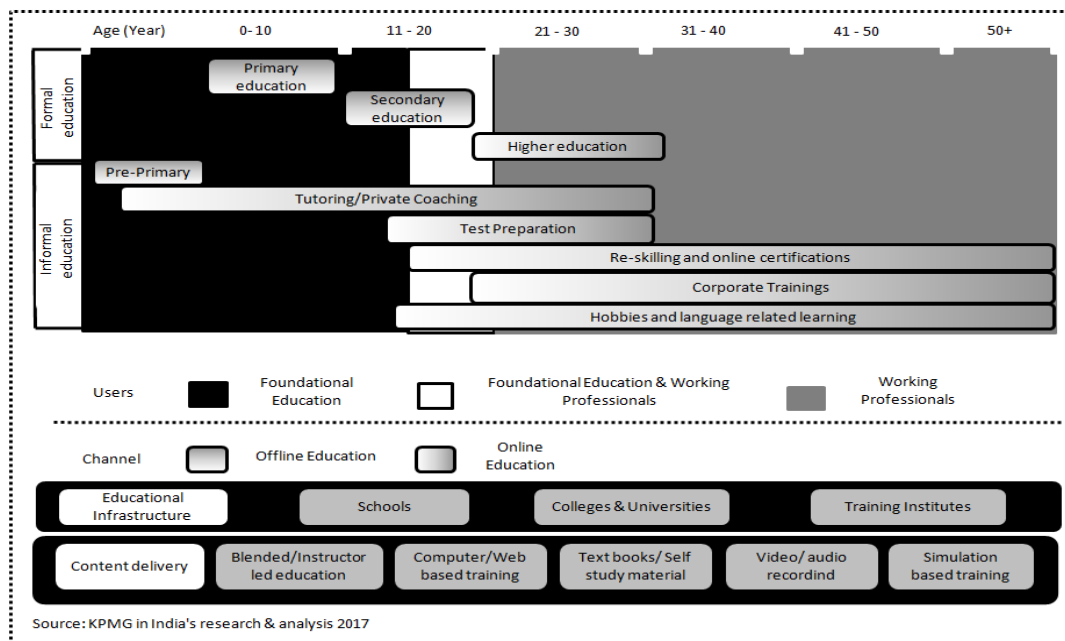 Age (Year) 0- 10 11 - 20 21 - 30 31 - 40 41 - 50 50+
Formal
education
Primary
education
Secondary
education
Higher education
Informal
education
Pre-Primary
Tutoring/Private Coaching
Test Preparation
Re-skilling and online certifications
Corporate Trainings
Hobbies and language related learning
Users
Foundational
Education
Foundational Education & Working
Professionals
Working
Professionals
Channel
Offline Education
Online
Education
Educational
Infrastructure
Schools
Colleges & Universities
Training Institutes
Content delivery
Blended/Instructor
led education
Computer/Web
based training
Text books/ Self
study material
Video/ audio
recordind
Simulation
based training
Source: KPMG in India's research & analysis 2017